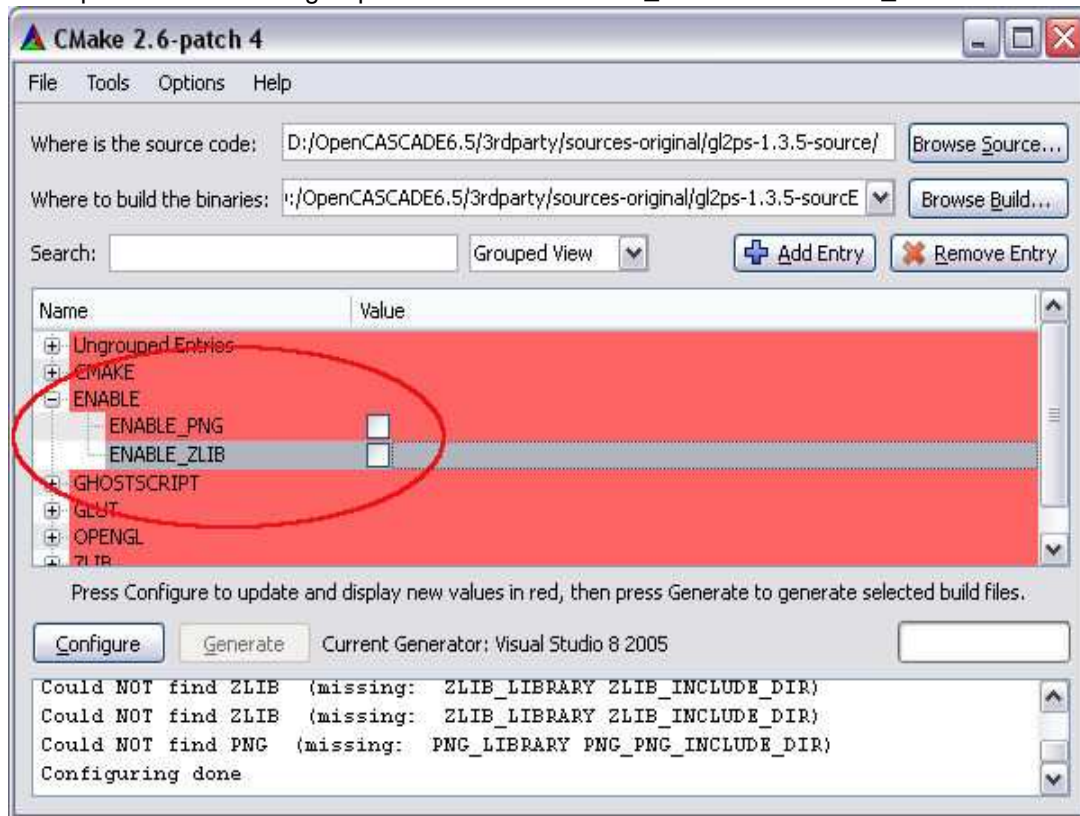 CMake 2.6-patch 4
File Tools Options Help
Where is the source code: D:/OpenCASCADE6.5/3rdparty/sources-original/gl2ps-1.3.5-source/ Browse Source...
Where to build the binaries: :/OpenCASCADE6.5/3rdparty/sources-original/gl2ps-1.3.5-sourcE Browse Build...
Search: Grouped View Add Entry Remove Entry
Name Value
Ungrouped Entries
CMAKE
ENABLE
ENABLE_PNG
ENABLE_ZLIB
GHOSTSCRIPT
GLUT
OPENGL
ZLIB
Press Configure to update and display new values in red, then press Generate to generate selected build files.
Configure Generate Current Generator: Visual Studio 8 2005
Could NOT find ZLIB (missing: ZLIB_LIBRARY ZLIB_INCLUDE_DIR)
Could NOT find ZLIB (missing: ZLIB_LIBRARY ZLIB_INCLUDE_DIR)
Could NOT find PNG (missing: PNG_LIBRARY PNG_PNG_INCLUDE_DIR)
Configuring done